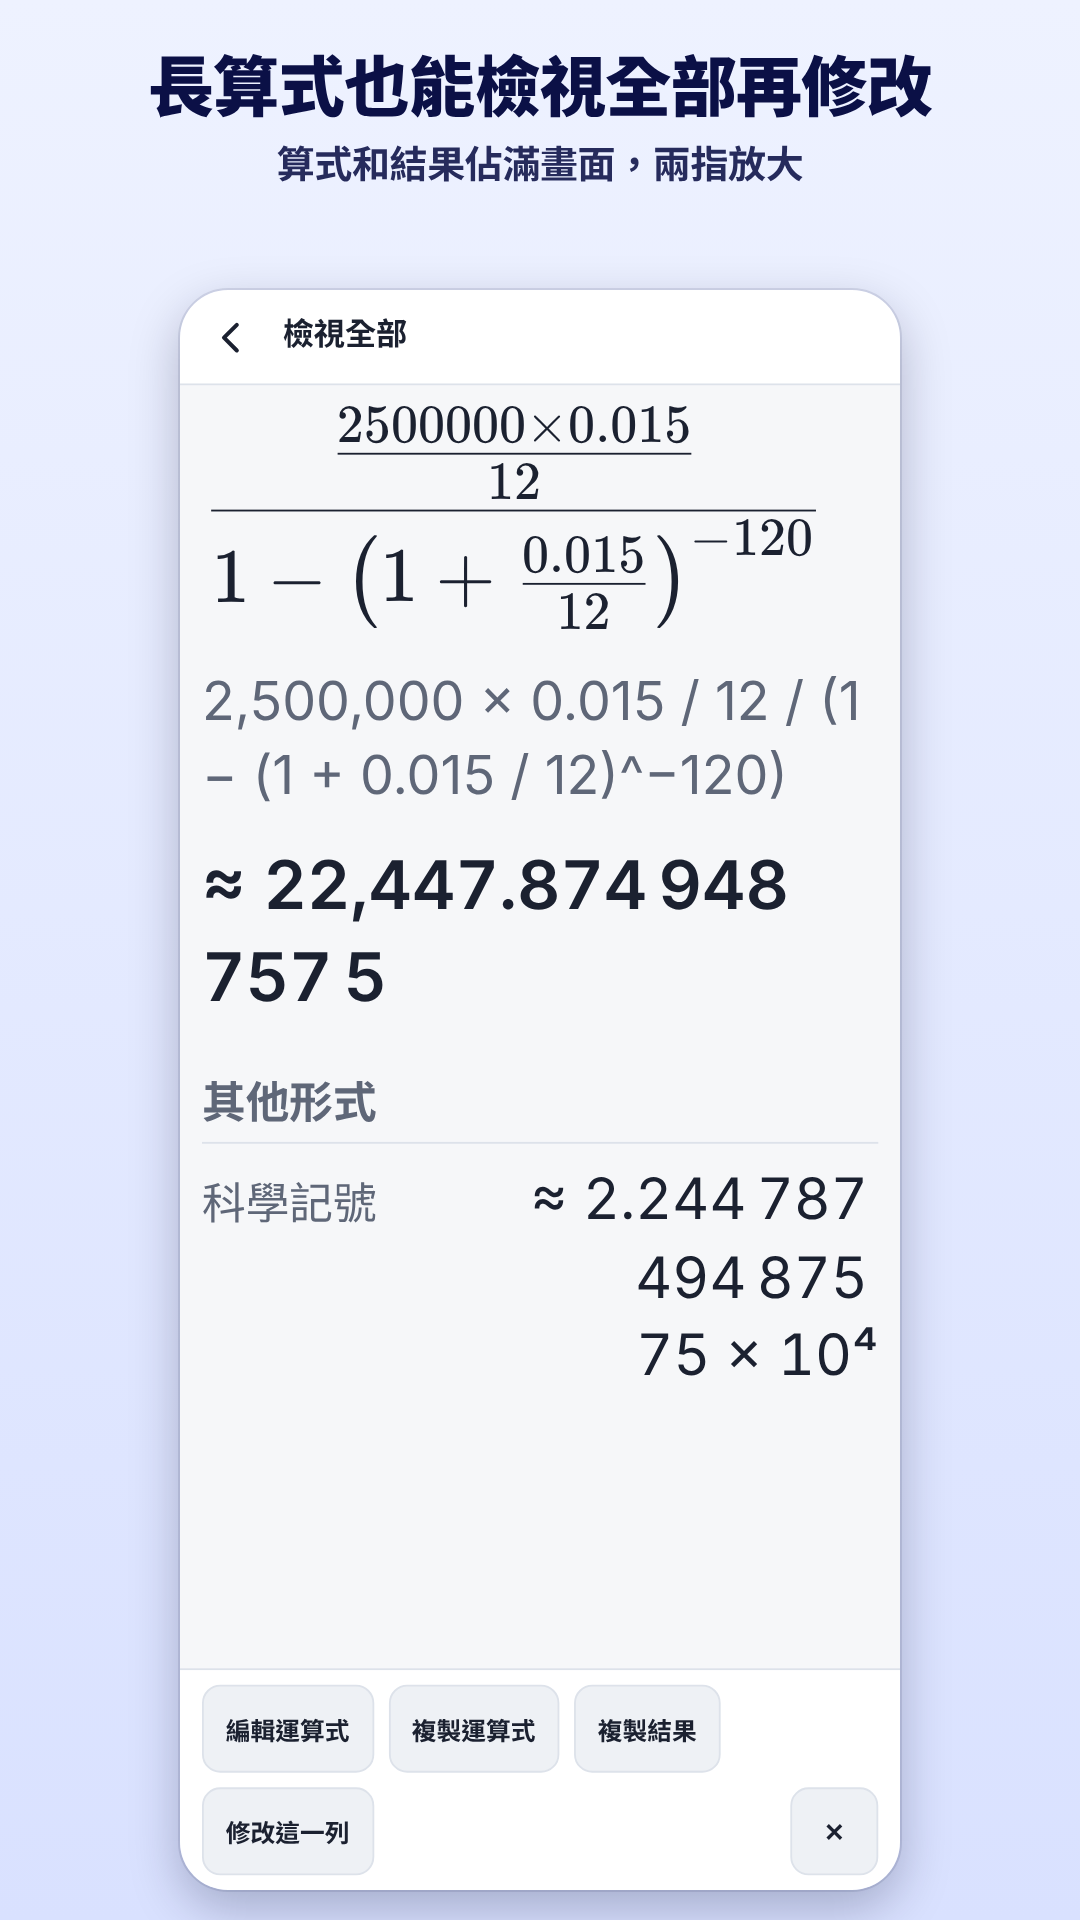 長算式也能檢視全部再修改
算式和結果佔滿畫面，兩指放大
檢視全部
2500000×0.015
12
1 − (1 + 0.015/12)^−120
2,500,000 × 0.015 / 12 / (1
− (1 + 0.015 / 12)^−120)
≈ 22,447.874 948
757 5
其他形式
科學記號 ≈ 2.244 787
494 875
75 × 10⁴
編輯運算式 複製運算式 複製結果
修改這一列 ×